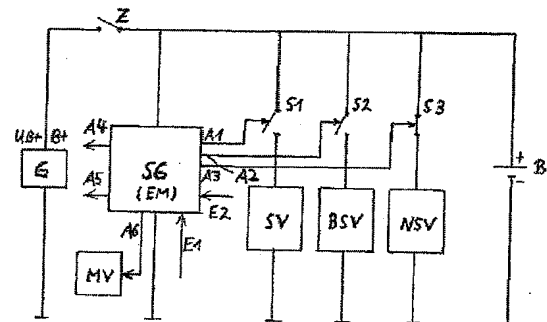 Z
S1
S2
S3
A4
UB+ B+
A1
G
SG
(EM)
A3
A2
A5
E2
SV
BSV
NSV
+
B
-
A6
E1
MV